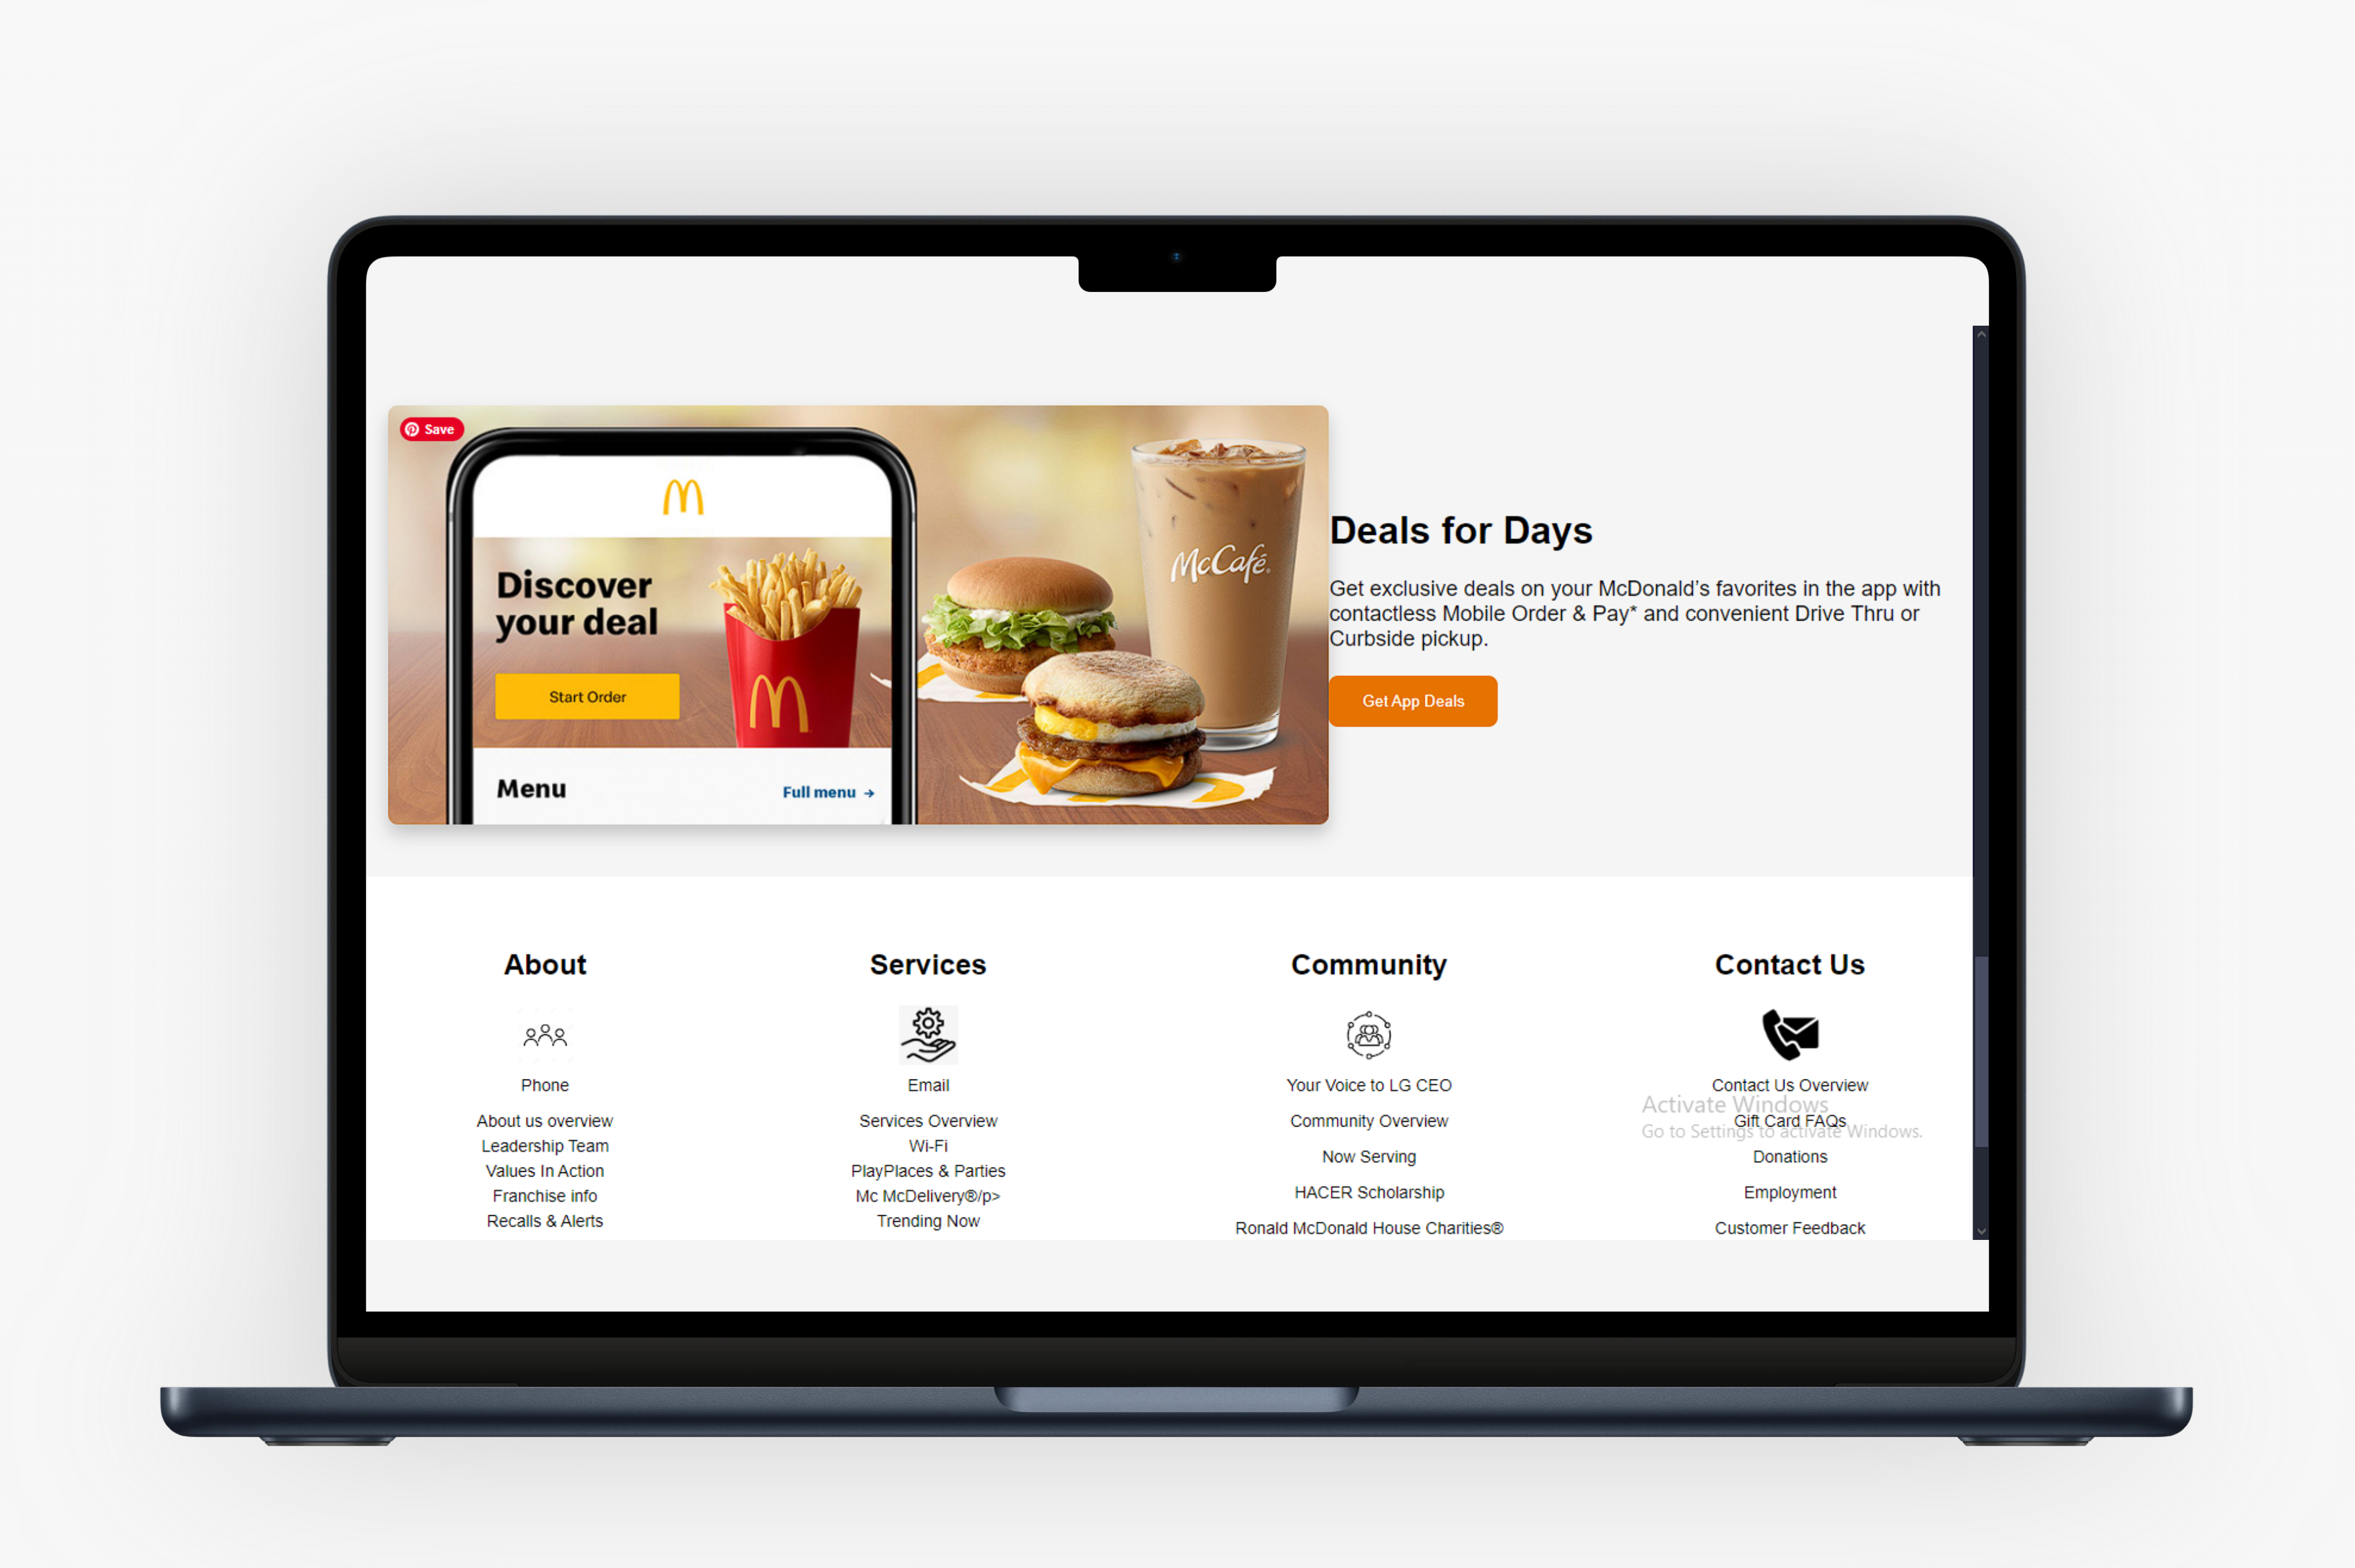 Save
Discover
your deal
Start Order
Menu
Full menu →
McCafé®
Deals for Days
Get exclusive deals on your McDonald’s favorites in the app with
contactless Mobile Order & Pay* and convenient Drive Thru or
Curbside pickup.
Get App Deals
About
Phone
About us overview
Leadership Team
Values In Action
Franchise info
Recalls & Alerts
Services
Email
Services Overview
Wi-Fi
PlayPlaces & Parties
Mc McDelivery®/p>
Trending Now
Community
Your Voice to LG CEO
Community Overview
Now Serving
HACER Scholarship
Ronald McDonald House Charities®
Contact Us
Contact Us Overview
Gift Card FAQs
Donations
Employment
Customer Feedback
Activate Windows
Go to Settings to activate Windows.